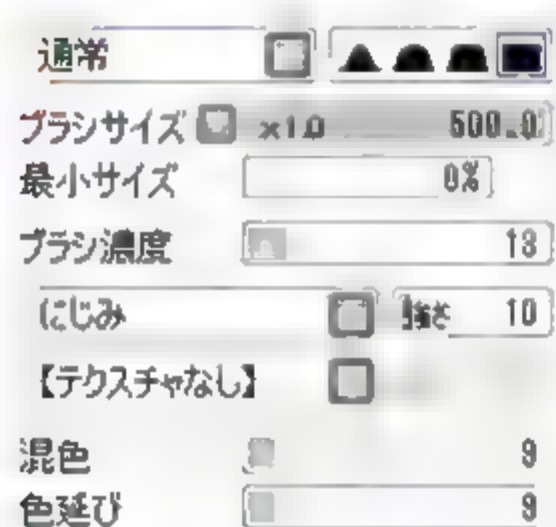 通常
ブラシサイズ ×1.0 500.0
最小サイズ 0%
ブラシ濃度 13
にじみ 強さ 10
【テクスチャなし】
混色 9
色延び 9